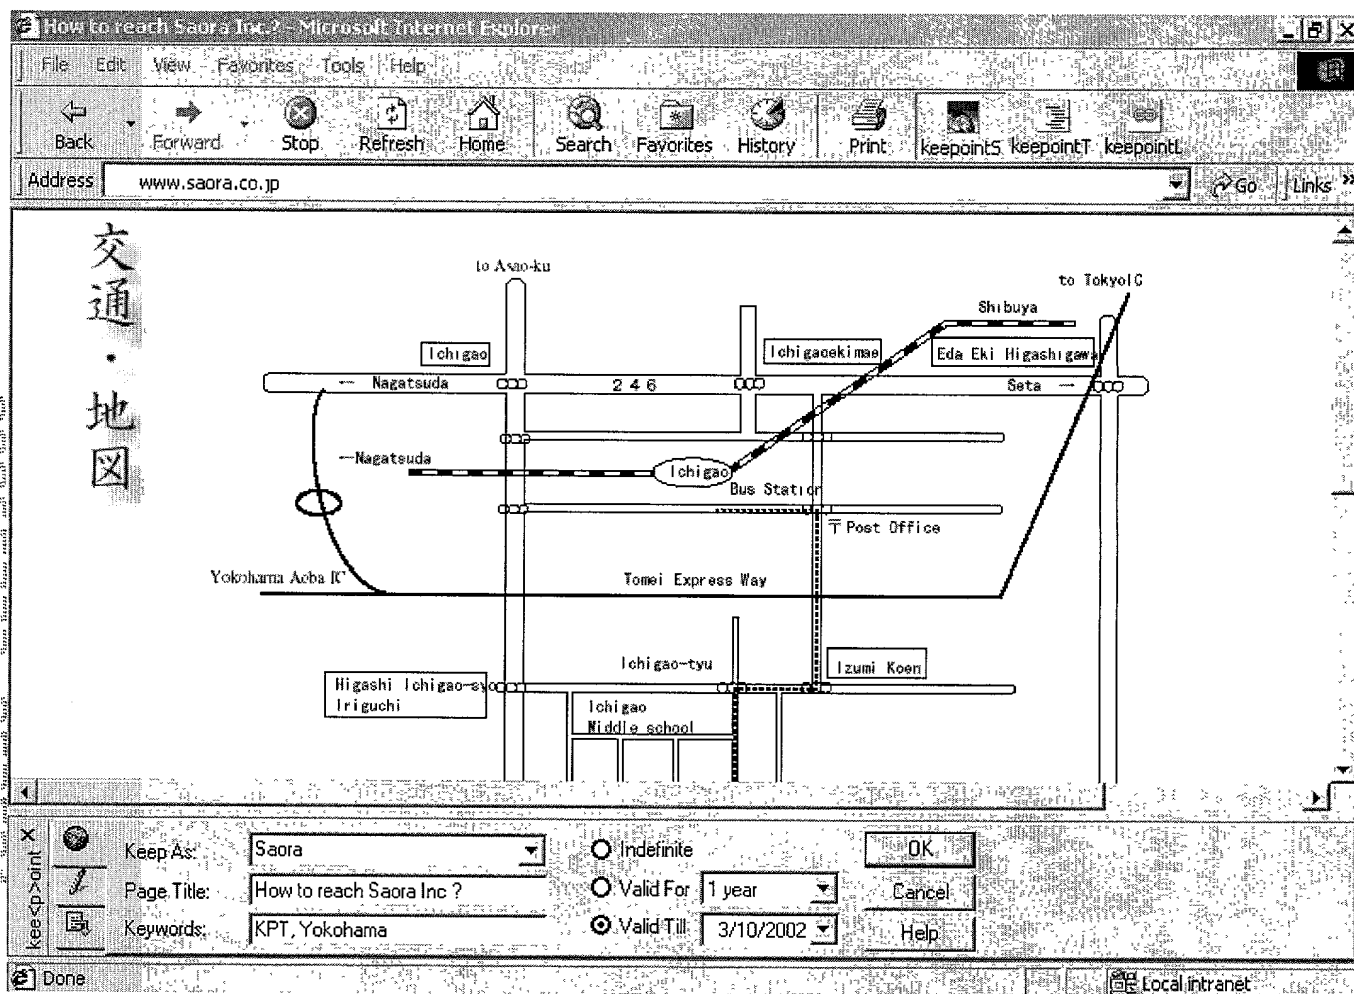 How to reach Saora Inc.? - Microsoft Internet Explorer
File Edit View Favorites Tools Help
Back Forward Stop Refresh Home Search Favorites History Print keepointS keepointT keepointL
Address www.saora.co.jp Go Links »
交通・地図
to Asao-ku
to TokyoIC
Shibuya
Ichigao
Ichigaoekimae
Eda Eki Higashigawa
← Nagatsuda
246
Seta →
←Nagatsuda
Ichigao
Bus Station
〒Post Office
Yokohama Aoba IC
Tomei Express Way
Ichigao-tyu
Izumi Koen
Higashi Ichigao-syo
Iriguchi
Ichigao
Middle school
kee<p>oint
Keep As: Saora
Indefinite
OK
Page Title: How to reach Saora Inc ?
Valid For 1 year
Cancel
Keywords: KPT, Yokohama
Valid Till 3/10/2002
Help
Done
Local intranet